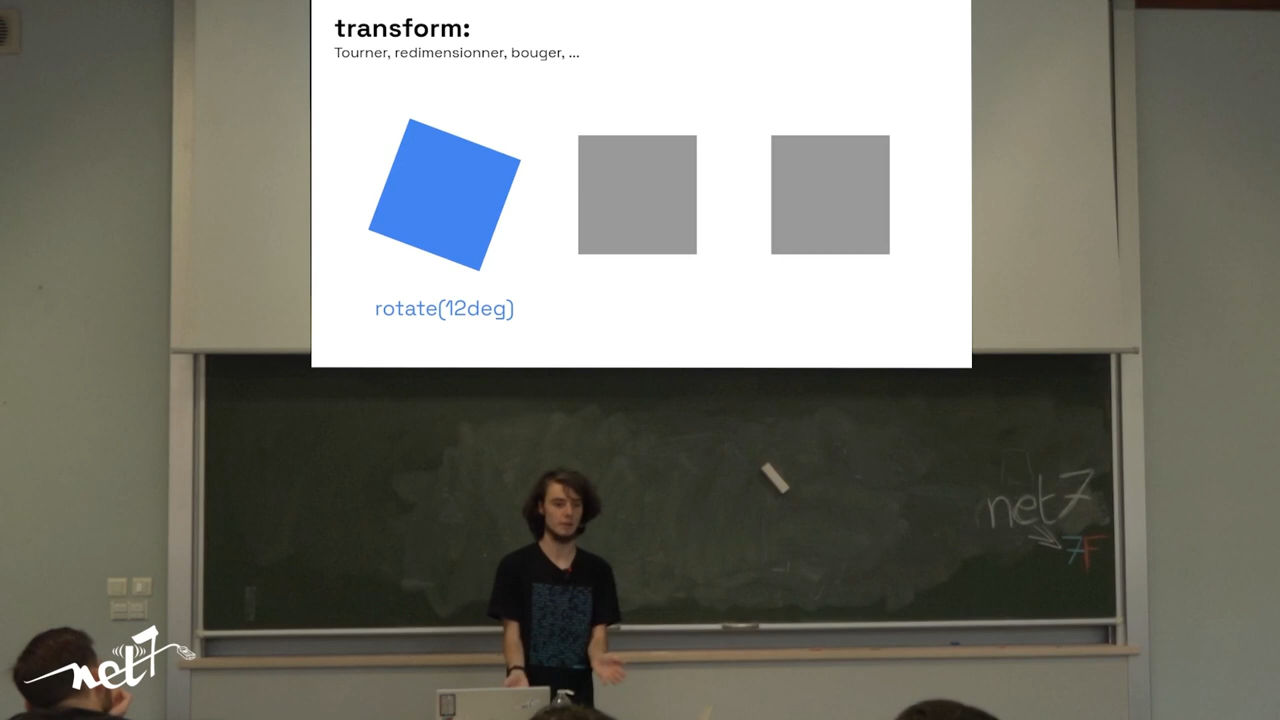 transform:
Tourner, redimensionner, bouger, ...
rotate(12deg)
net7
7F
net7